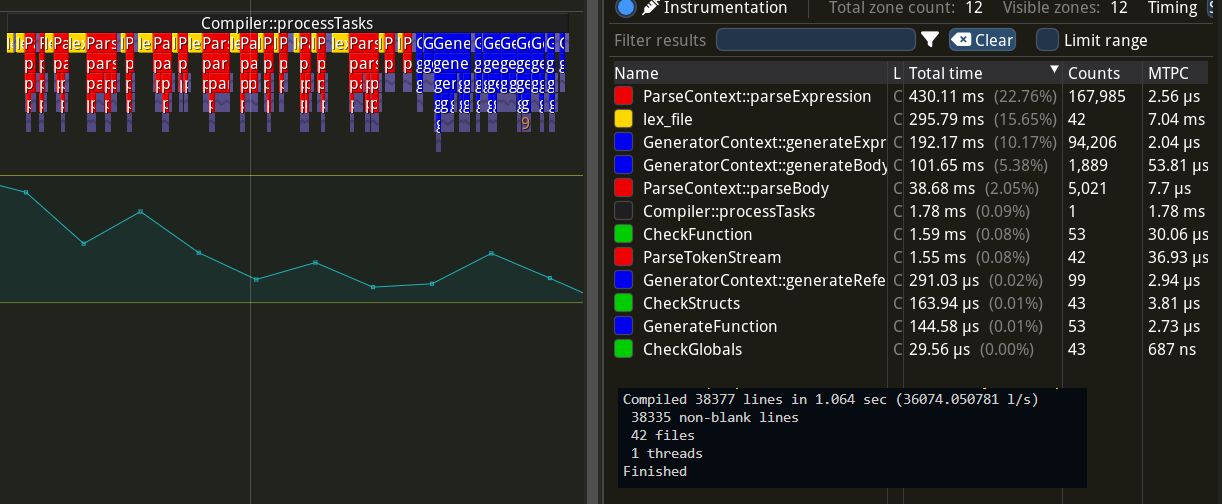 Compiler::processTasks
Instrumentation Total zone count: 12 Visible zones: 12 Timing
Filter results Clear Limit range
Name L Total time Counts MTPC
ParseContext::parseExpression C 430.11 ms (22.76%) 167,985 2.56 μs
lex_file C 295.79 ms (15.65%) 42 7.04 ms
GeneratorContext::generateExpr C 192.17 ms (10.17%) 94,206 2.04 μs
GeneratorContext::generateBody C 101.65 ms (5.38%) 1,889 53.81 μs
ParseContext::parseBody C 38.68 ms (2.05%) 5,021 7.7 μs
Compiler::processTasks C 1.78 ms (0.09%) 1 1.78 ms
CheckFunction C 1.59 ms (0.08%) 53 30.06 μs
ParseTokenStream C 1.55 ms (0.08%) 42 36.93 μs
GeneratorContext::generateRefe C 291.03 μs (0.02%) 99 2.94 μs
CheckStructs C 163.94 μs (0.01%) 43 3.81 μs
GenerateFunction C 144.58 μs (0.01%) 53 2.73 μs
CheckGlobals C 29.56 μs (0.00%) 43 687 ns
Compiled 38377 lines in 1.064 sec (36074.050781 l/s)
38335 non-blank lines
42 files
1 threads
Finished